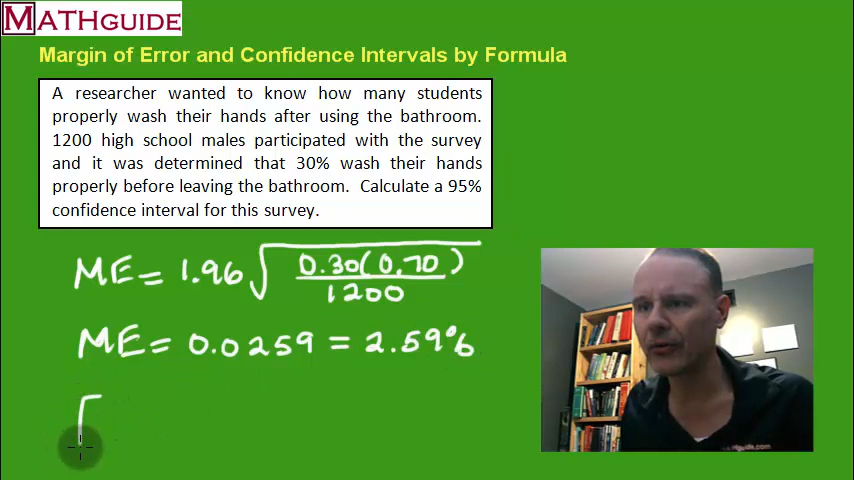 MATHGUIDE
Margin of Error and Confidence Intervals by Formula
A researcher wanted to know how many students
properly wash their hands after using the bathroom.
1200 high school males participated with the survey
and it was determined that 30% wash their hands
properly before leaving the bathroom. Calculate a 95%
confidence interval for this survey.
ME = 1.96 √(0.30(0.70)/1200)
ME = 0.0259 = 2.59%
[